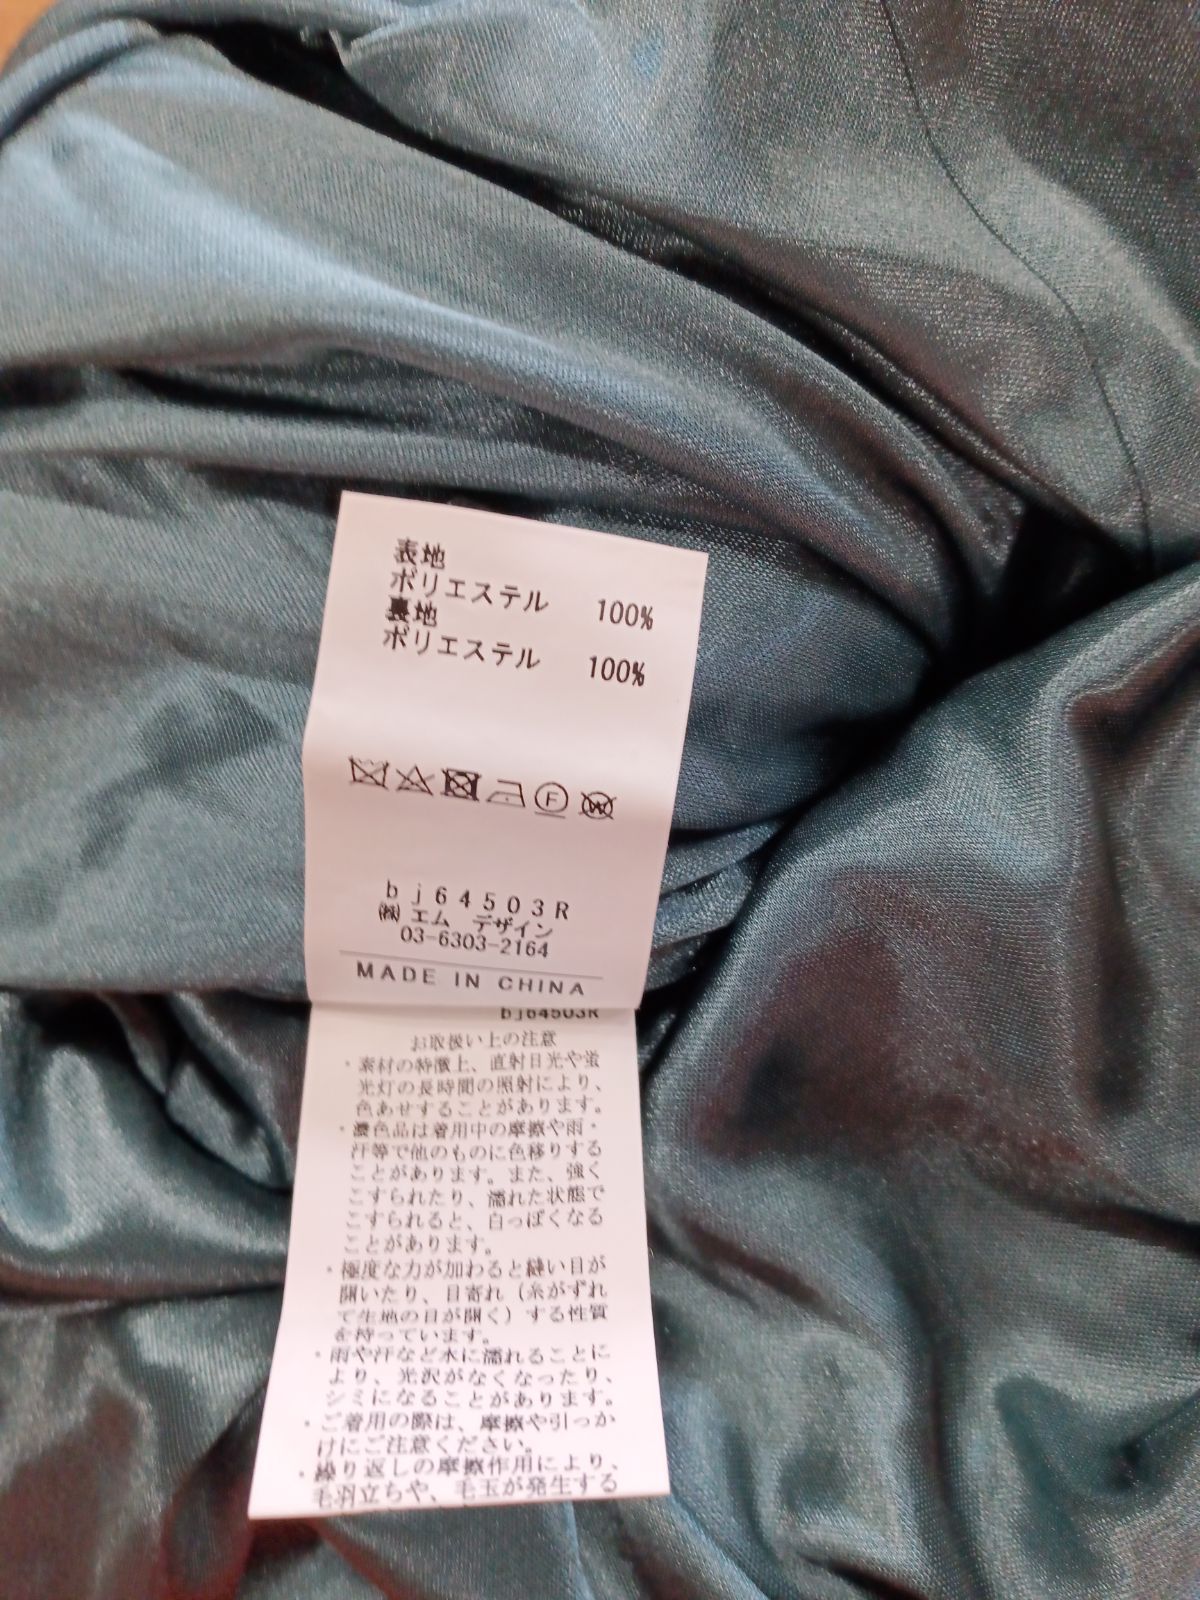 表地
ポリエステル 100%
裏地
ポリエステル 100%
F
W
bj64503R
㈱エム デザイン
03-6303-2164
MADE IN CHINA
bj64503R
お取扱い上の注意
・素材の特徴上、直射日光や蛍
光灯の長時間の照射により、
色あせすることがあります。
・濃色品は着用中の摩擦や雨・
汗等で他のものに色移りする
ことがあります。また、強く
こすられたり、濡れた状態で
こすられると、白っぽくなる
ことがあります。
・極度な力が加わると縫い目が
開いたり、目寄れ(糸がずれ
て生地の目が開く)する性質
を持っています。
・雨や汗など水に濡れることに
より、光沢がなくなったり、
シミになることがあります。
・ご着用の際は、摩擦や引っか
けにご注意ください。
・繰り返しの摩擦作用により、
毛羽立ちや、毛玉が発生する